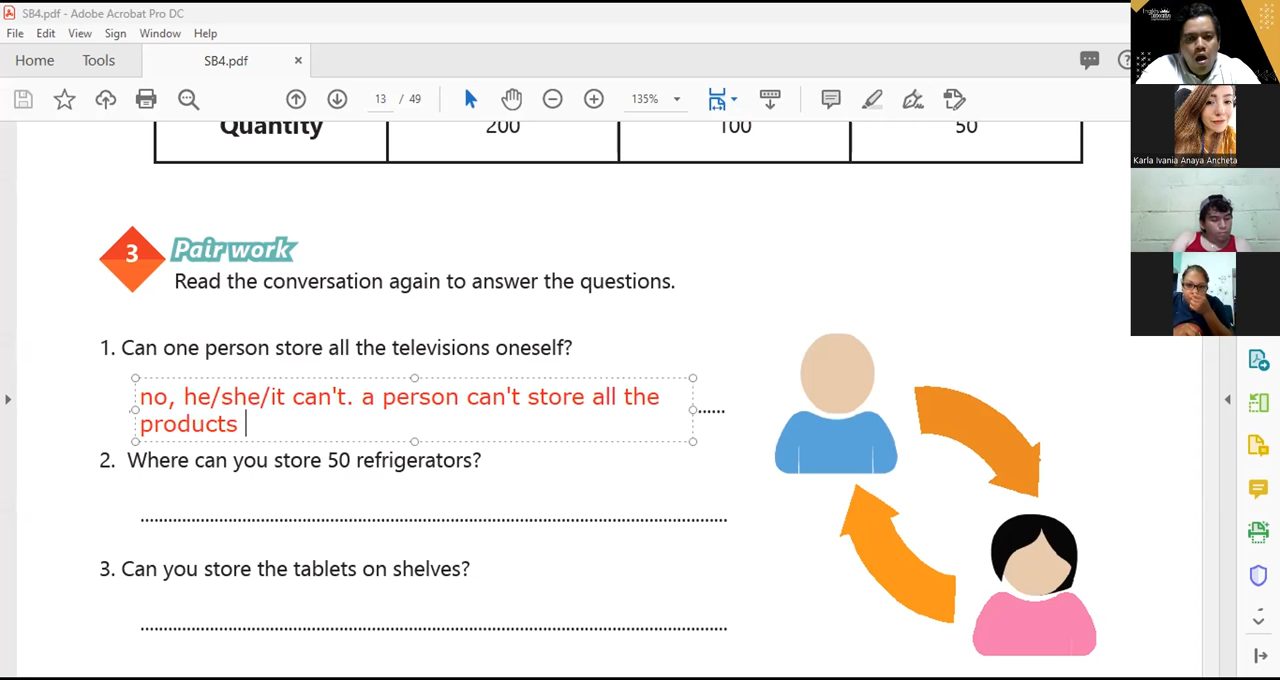 SB4.pdf - Adobe Acrobat Pro DC
File Edit View Sign Window Help
Home Tools SB4.pdf ×
13 / 49 135%
Quantity 200 100 50
3 Pair work
Read the conversation again to answer the questions.
1. Can one person store all the televisions oneself?
no, he/she/it can't. a person can't store all the
products
2. Where can you store 50 refrigerators?
3. Can you store the tablets on shelves?
Karla Ivania Anaya Ancheta